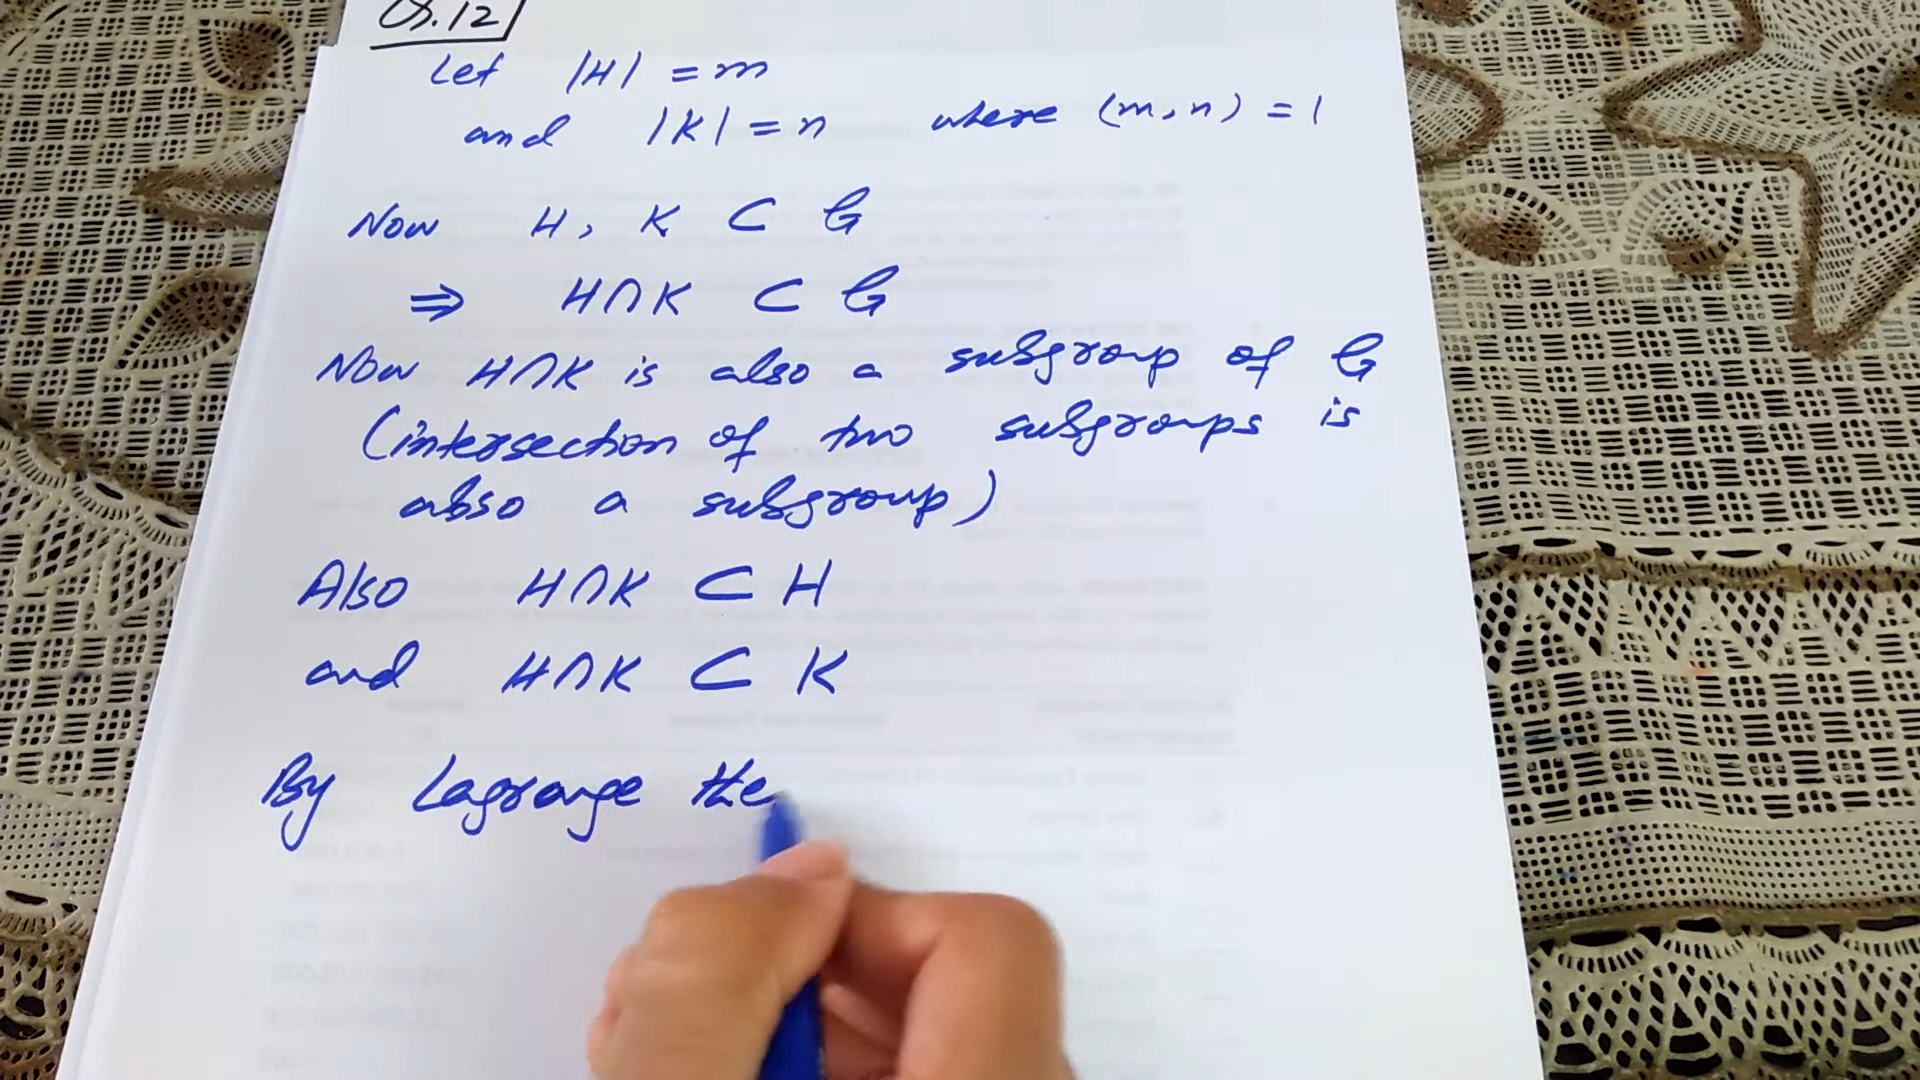 Q.12
Let |H| = m
and |K| = n where (m, n) = 1
Now H, K ⊂ G
⇒ H∩K ⊂ G
Now H∩K is also a subgroup of G
(intersection of two subgroups is
also a subgroup)
Also H∩K ⊂ H
and H∩K ⊂ K
By Lagrange the